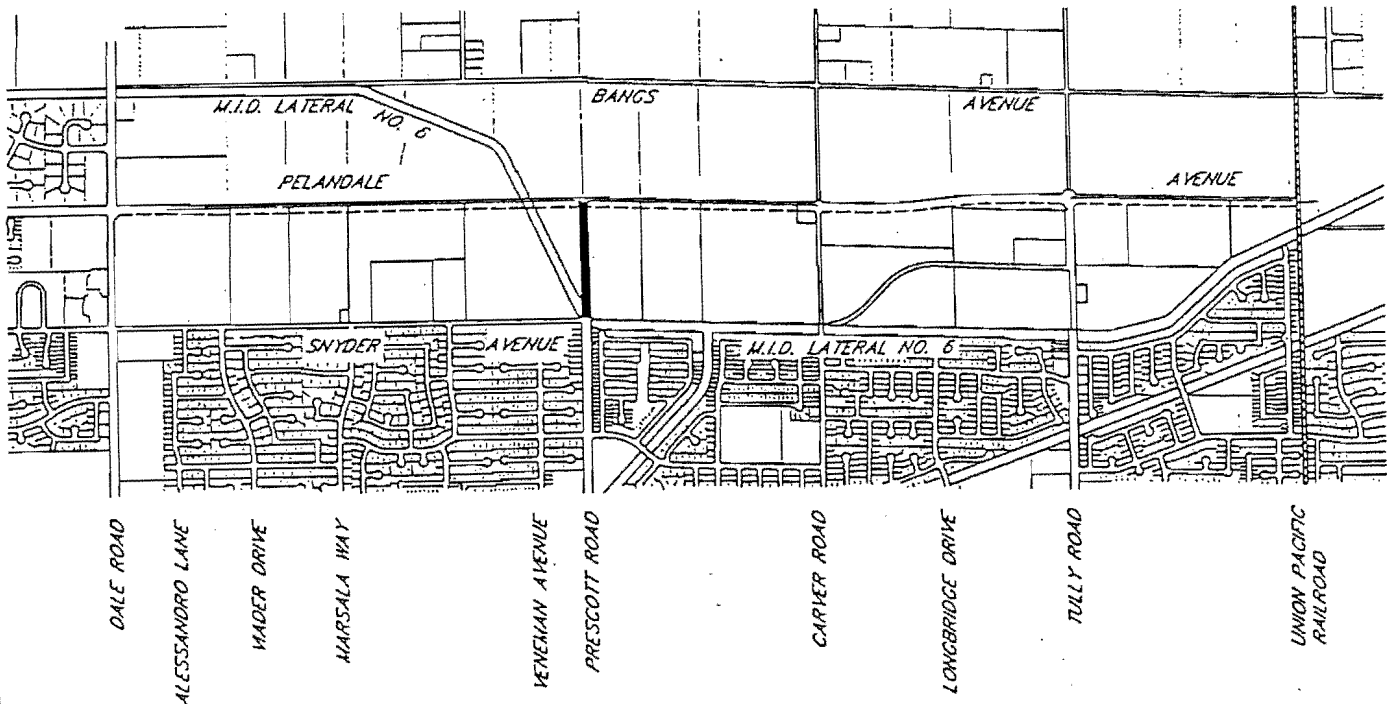 BANGS
AVENUE
M.I.D. LATERAL
NO. 6
PELANDALE
AVENUE
SNYDER
AVENUE
M.I.D. LATERAL NO. 6
DALE ROAD
ALESSANDRO LANE
MADER DRIVE
MARSALA WAY
VENEMAN AVENUE
PRESCOTT ROAD
CARVER ROAD
LONGBRIDGE DRIVE
TULLY ROAD
UNION PACIFIC
RAILROAD